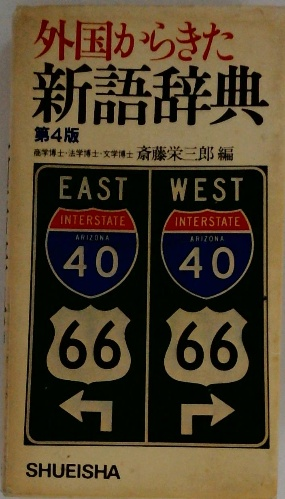 外国からきた
新語辞典
第4版
商学博士・法学博士・文学博士 斎藤栄三郎 編
EAST WEST
INTERSTATE INTERSTATE
ARIZONA ARIZONA
40 40
66 66
SHUEISHA